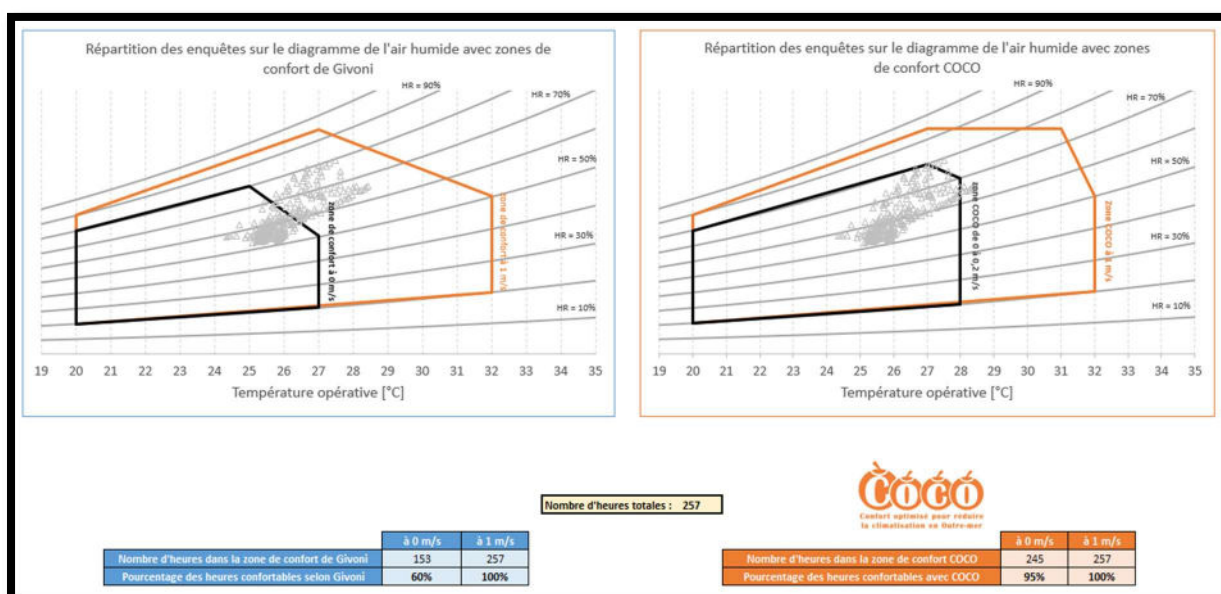 Répartition des enquêtes sur le diagramme de l'air humide avec zones de
confort de Givoni
HR = 90%
HR = 70%
HR = 50%
HR = 30%
HR = 10%
zone de confort à 0 m/s
zone de confort à 1 m/s
19 20 21 22 23 24 25 26 27 28 29 30 31 32 33 34 35
Température opérative [°C]
Répartition des enquêtes sur le diagramme de l'air humide avec zones
de confort COCO
HR = 90%
HR = 70%
HR = 50%
HR = 30%
HR = 10%
zone COCO de 0 à 0,2 m/s
zone COCO à 1 m/s
19 20 21 22 23 24 25 26 27 28 29 30 31 32 33 34 35
Température opérative [°C]
Nombre d'heures totales : 257
COCO
Confort optimisé pour réduire
la climatisation en Outre-mer
à 0 m/s à 1 m/s
Nombre d'heures dans la zone de confort de Givoni 153 257
Pourcentage des heures confortables selon Givoni 60% 100%
à 0 m/s à 1 m/s
Nombre d'heures dans la zone de confort COCO 245 257
Pourcentage des heures confortables avec COCO 95% 100%